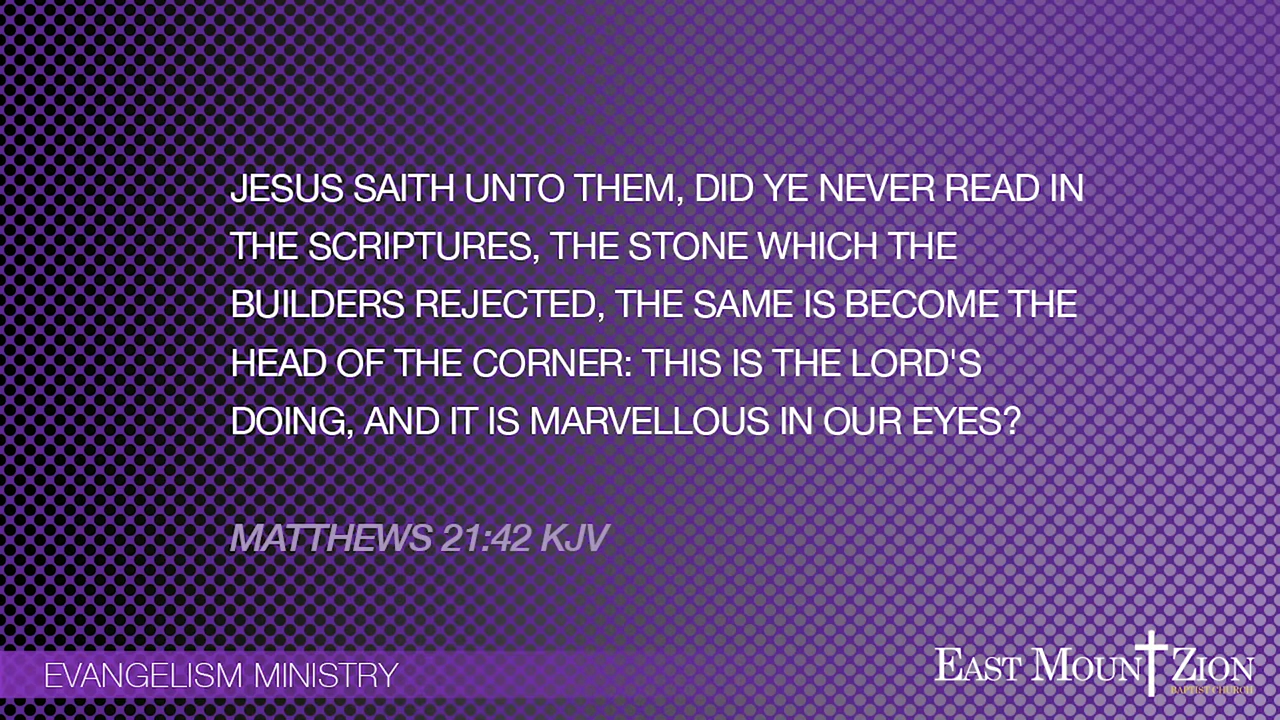 JESUS SAITH UNTO THEM, DID YE NEVER READ IN
THE SCRIPTURES, THE STONE WHICH THE
BUILDERS REJECTED, THE SAME IS BECOME THE
HEAD OF THE CORNER: THIS IS THE LORD'S
DOING, AND IT IS MARVELLOUS IN OUR EYES?
MATTHEWS 21:42 KJV
EVANGELISM MINISTRY
EAST MOUNT ZION
BAPTIST CHURCH